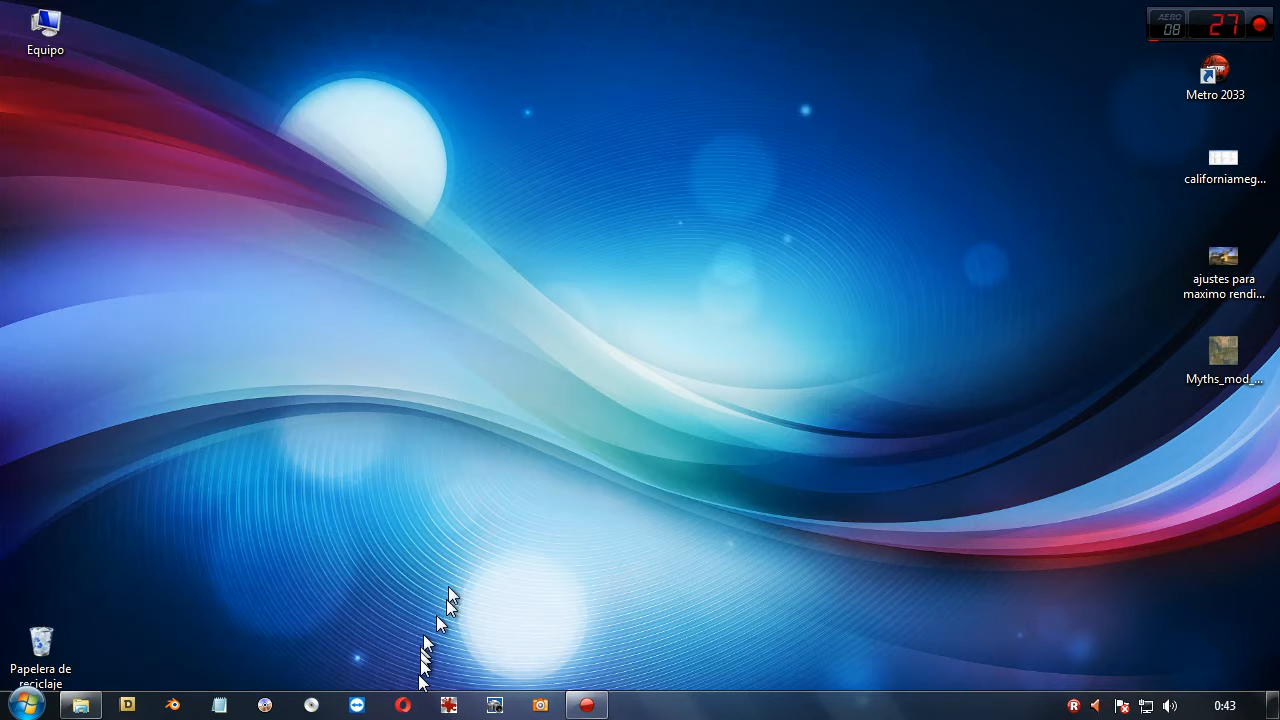 Equipo
AERO
08
27
Metro 2033
californiameg...
ajustes para
maximo rendi...
Myths_mod_...
Papelera de
reciclaje
D
R
0:43